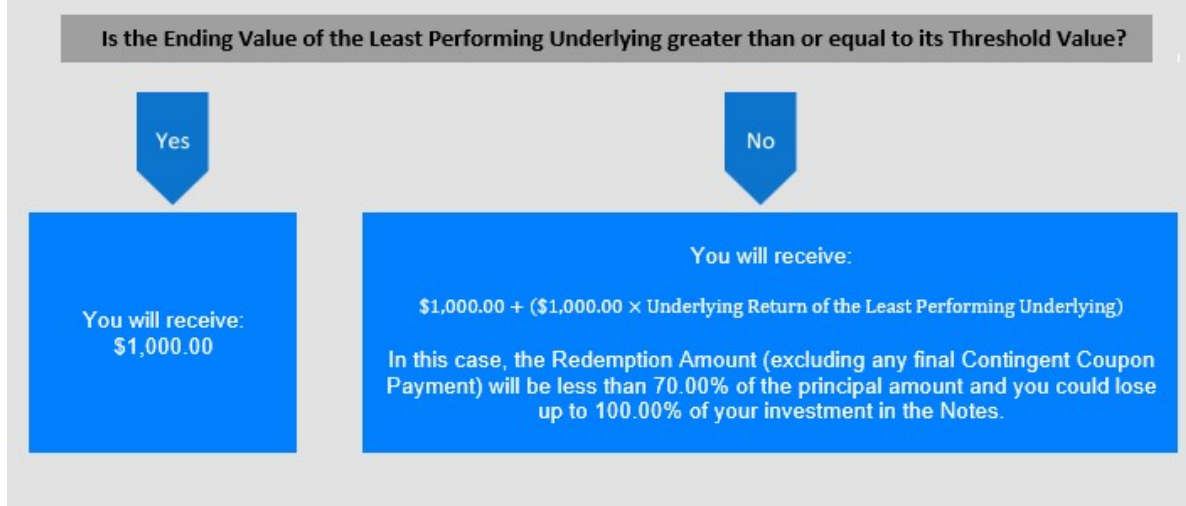 Is the Ending Value of the Least Performing Underlying greater than or equal to its Threshold Value?
Yes
No
You will receive:
$1,000.00
You will receive:
$1,000.00 + ($1,000.00 × Underlying Return of the Least Performing Underlying)
In this case, the Redemption Amount (excluding any final Contingent Coupon
Payment) will be less than 70.00% of the principal amount and you could lose
up to 100.00% of your investment in the Notes.